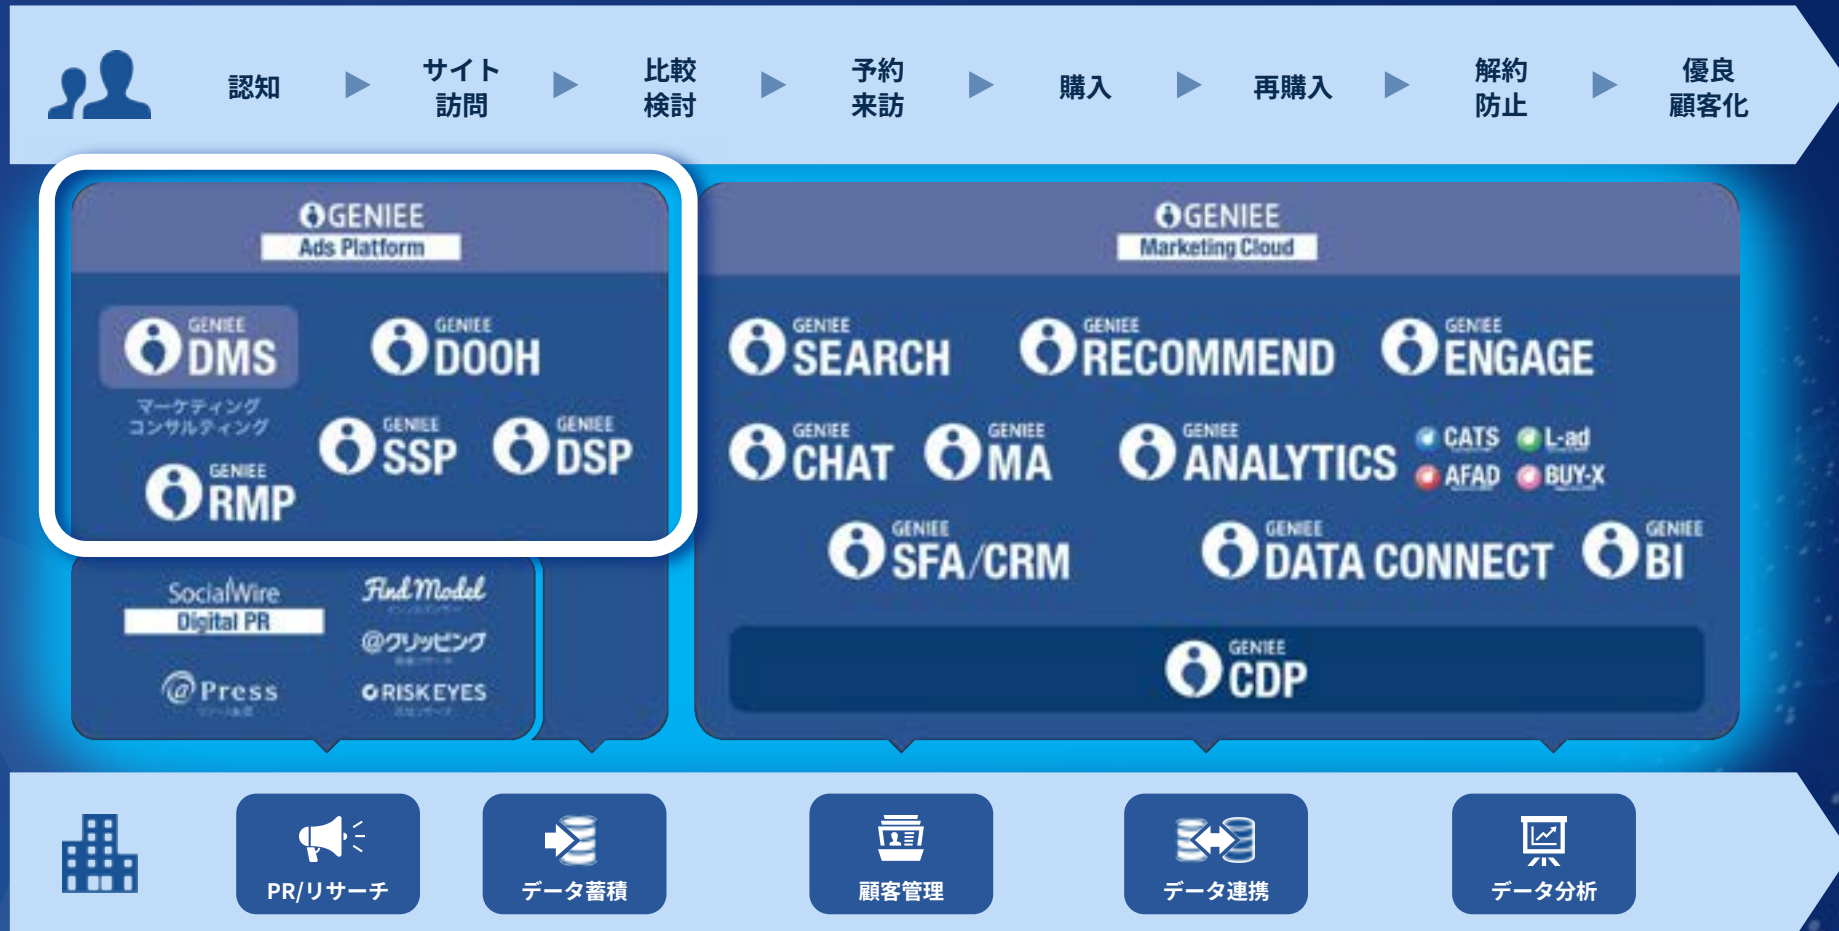 認知
サイト
訪問
比較
検討
予約
来訪
購入
再購入
解約
防止
優良
顧客化
GENIEE
Ads Platform
GENIEE
DMS
マーケティング
コンサルティング
GENIEE
DOOH
GENIEE
SSP
GENIEE
DSP
GENIEE
RMP
SocialWire
Digital PR
Find Model
@クリッピング
@Press
RISK EYES
GENIEE
Marketing Cloud
GENIEE
SEARCH
GENIEE
RECOMMEND
GENIEE
ENGAGE
GENIEE
CHAT
GENIEE
MA
GENIEE
ANALYTICS
CATS
L-ad
AFAD
BUY-X
GENIEE
SFA/CRM
GENIEE
DATA CONNECT
GENIEE
BI
GENIEE
CDP
PR/リサーチ
データ蓄積
顧客管理
データ連携
データ分析